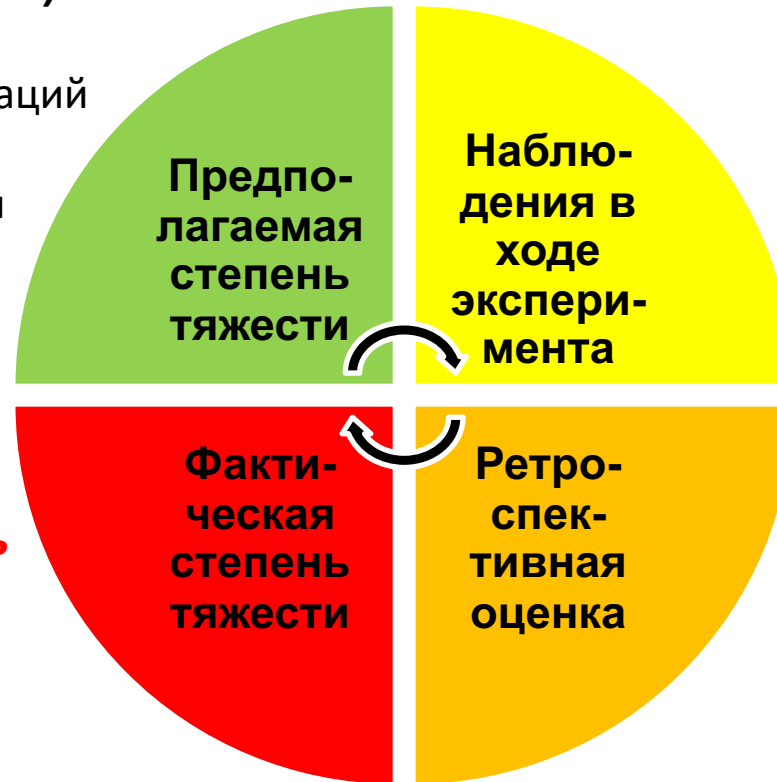 аций
Предпо-
лагаемая
степень
тяжести
Наблю-
дения в
ходе
экспери-
мента
Факти-
ческая
степень
тяжести
Ретро-
спек-
тивная
оценка